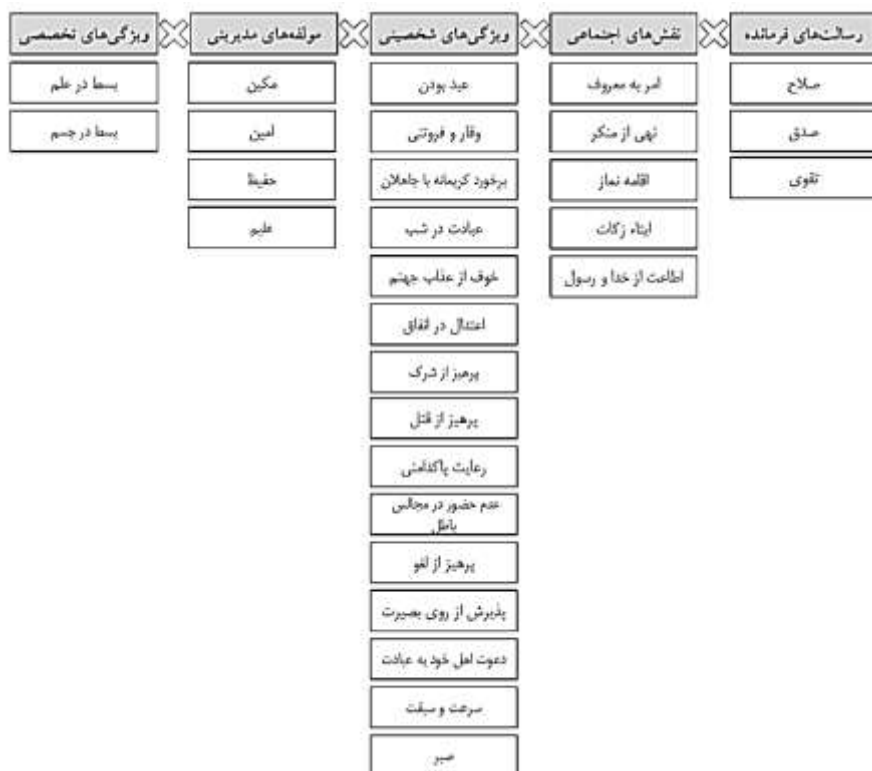 رسالت‌های فرمانده
صلاح
صدق
تقوی
نقش‌های اجتماعی
امر به معروف
نهی از منکر
اقامه نماز
ایتاء زکات
اطاعت از خدا و رسول
ویژگی‌های شخصیتی
عبد بودن
وقار و فروتنی
برخورد کریمانه با جاهلان
عبادت در شب
خوف از عذاب جهنم
اعتدال در انفاق
پرهیز از شرک
پرهیز از قتل
رعایت پاکدامنی
عدم حضور در مجالس
باطل
پرهیز از لغو
پذیرش از روی بصیرت
دعوت اهل خود به عبادت
سرعت و سبقت
صبر
مولفه‌های مدیریتی
مکین
امین
حفیظ
علیم
ویژگی‌های تخصصی
بسط در علم
بسط در جسم